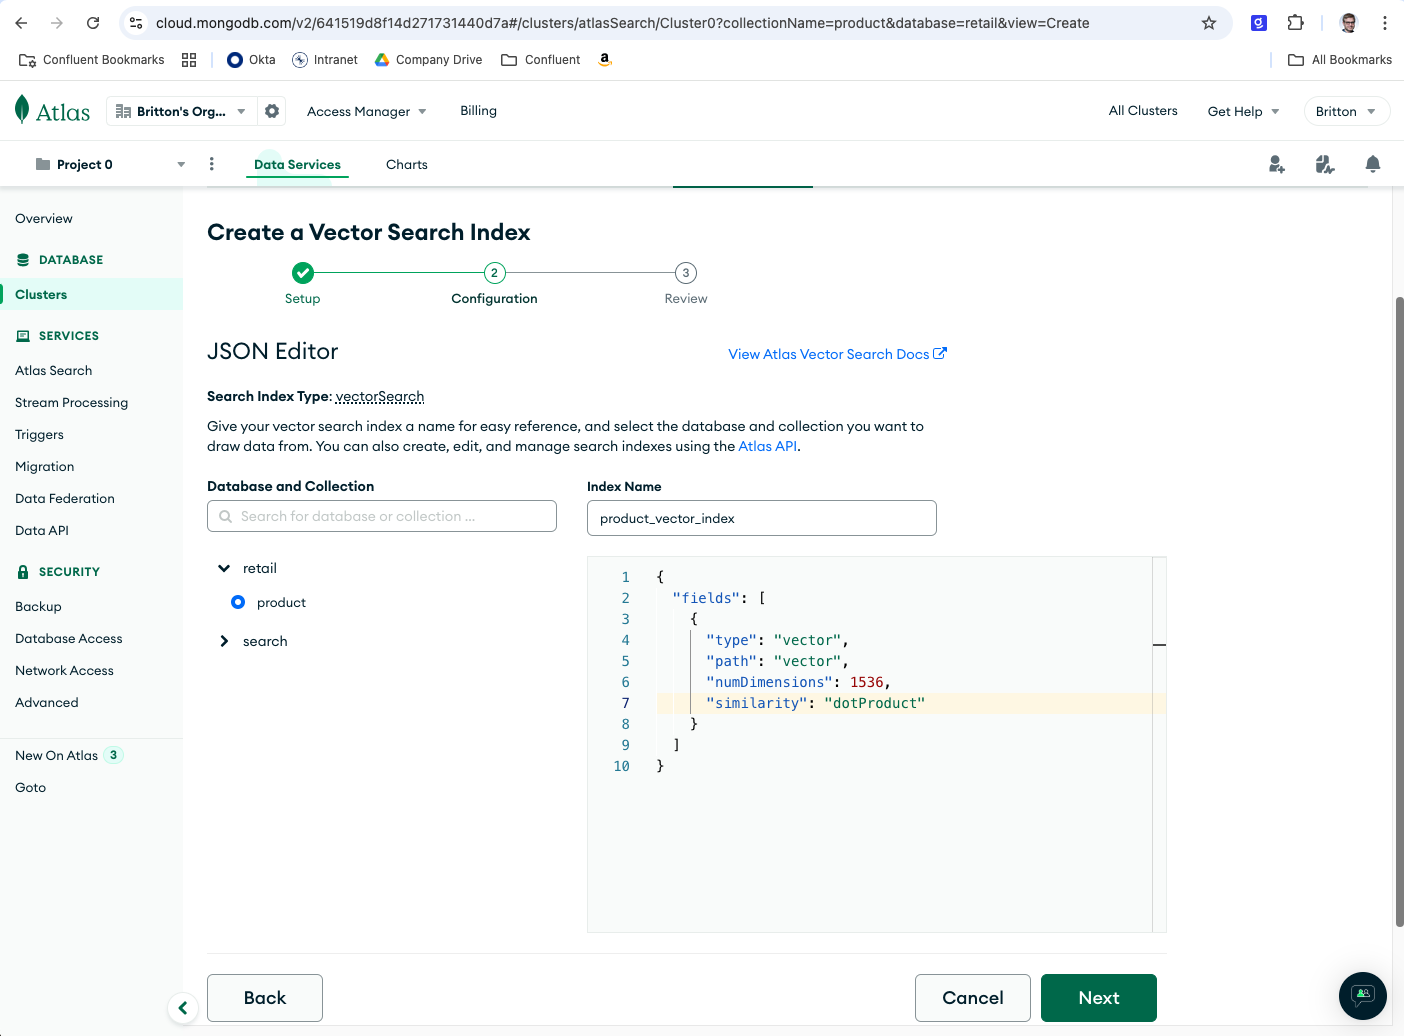 cloud.mongodb.com/v2/641519d8f14d271731440d7a#/clusters/atlasSearch/Cluster0?collectionName=product&database=retail&view=Create
Confluent Bookmarks
Okta
Intranet
Company Drive
Confluent
All Bookmarks
Atlas
Britton's Org...
Access Manager
Billing
All Clusters
Get Help
Britton
Project 0
Data Services
Charts
Overview
DATABASE
Clusters
SERVICES
Atlas Search
Stream Processing
Triggers
Migration
Data Federation
Data API
SECURITY
Backup
Database Access
Network Access
Advanced
New On Atlas 3
Goto
Create a Vector Search Index
2
3
Setup
Configuration
Review
JSON Editor
View Atlas Vector Search Docs
Search Index Type: vectorSearch
Give your vector search index a name for easy reference, and select the database and collection you want to
draw data from. You can also create, edit, and manage search indexes using the Atlas API.
Database and Collection
Search for database or collection ...
retail
product
search
Index Name
product_vector_index
1 {
2 "fields": [
3 {
4 "type": "vector",
5 "path": "vector",
6 "numDimensions": 1536,
7 "similarity": "dotProduct"
8 }
9 ]
10 }
Back
Cancel
Next